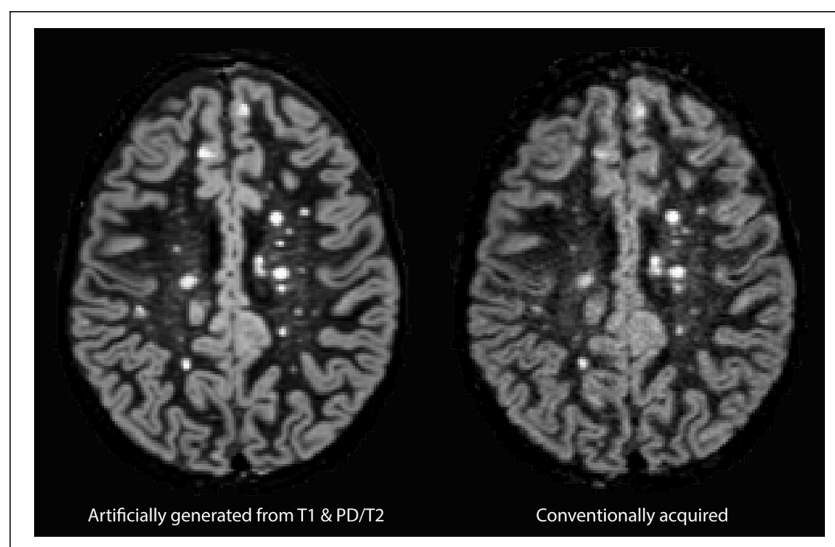 Artificially generated from T1 & PD/T2
Conventionally acquired